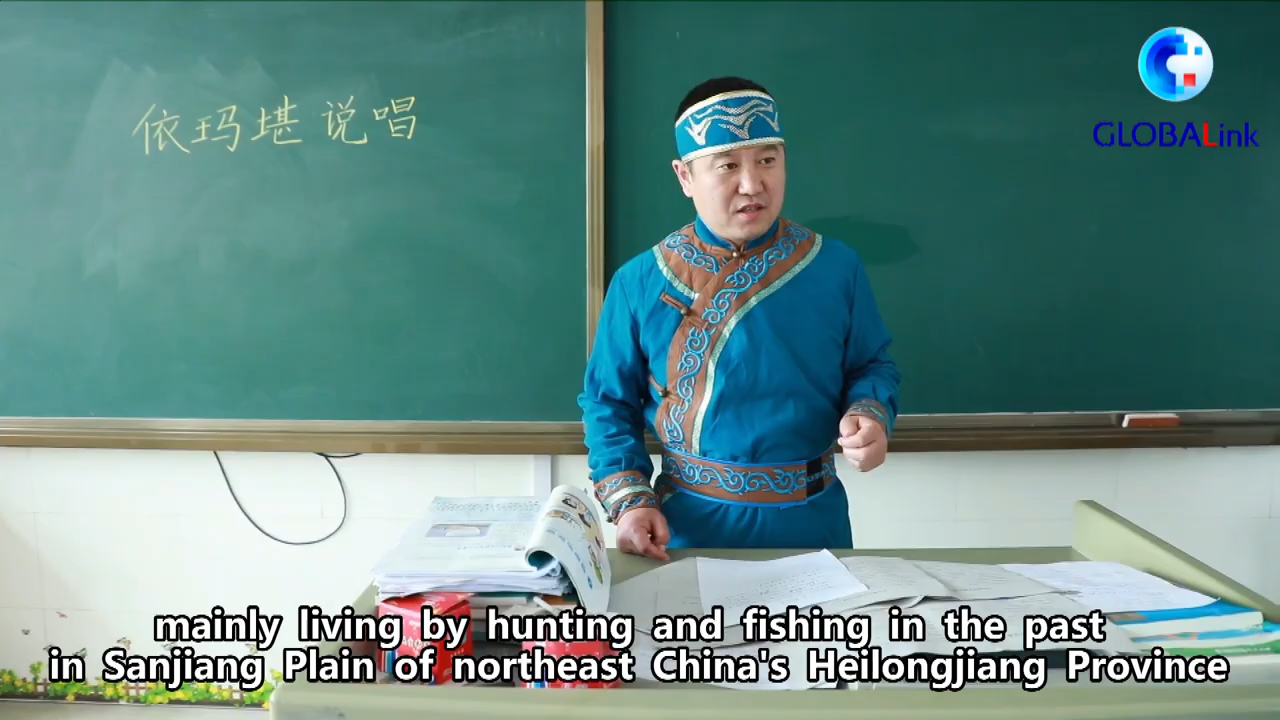 依玛堪说唱
GLOBALink
mainly living by hunting and fishing in the past
in Sanjiang Plain of northeast China's Heilongjiang Province